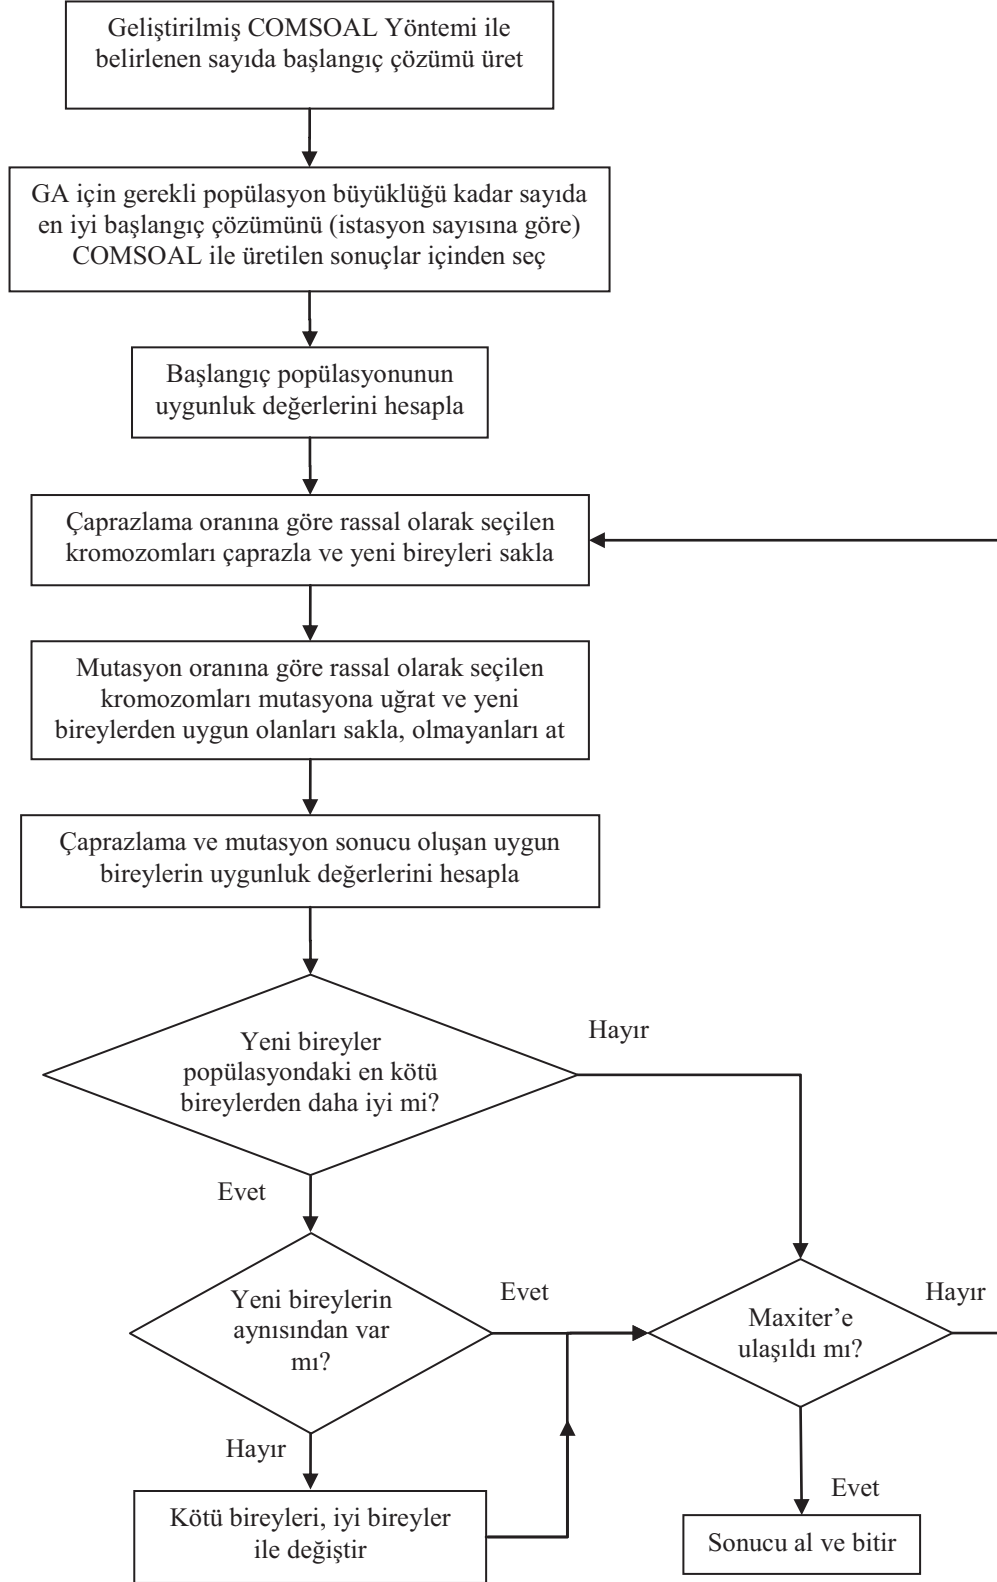 Geliştirilmiş COMSOAL Yöntemi ile
belirlenen sayıda başlangıç çözümü üret
GA için gerekli popülasyon büyüklüğü kadar sayıda
en iyi başlangıç çözümünü (istasyon sayısına göre)
COMSOAL ile üretilen sonuçlar içinden seç
Başlangıç popülasyonunun
uygunluk değerlerini hesapla
Çaprazlama oranına göre rassal olarak seçilen
kromozomları çaprazla ve yeni bireyleri sakla
Mutasyon oranına göre rassal olarak seçilen
kromozomları mutasyona uğrat ve yeni
bireylerden uygun olanları sakla, olmayanları at
Çaprazlama ve mutasyon sonucu oluşan uygun
bireylerin uygunluk değerlerini hesapla
Yeni bireyler
popülasyondaki en kötü
bireylerden daha iyi mi?
Hayır
Evet
Yeni bireylerin
aynısından var
mı?
Evet
Maxiter'e
ulaşıldı mı?
Hayır
Hayır
Evet
Kötü bireyleri, iyi bireyler
ile değiştir
Sonucu al ve bitir